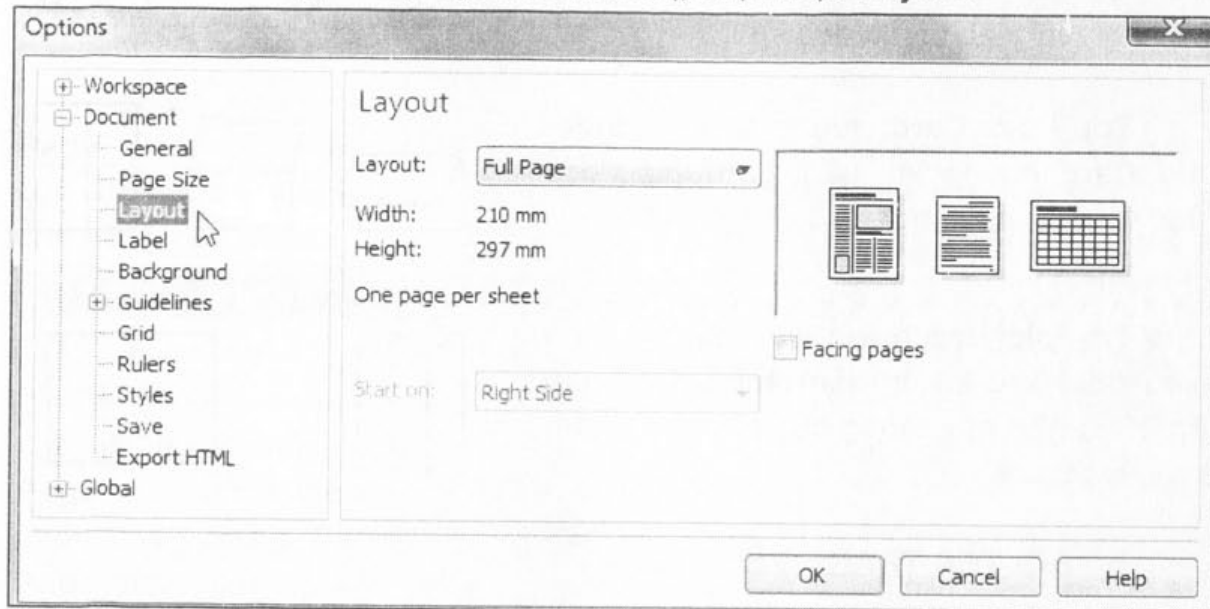 Options
Workspace
Document
General
Page Size
Layout
Label
Background
Guidelines
Grid
Rulers
Styles
Save
Export HTML
Global
Layout
Layout: Full Page
Width: 210 mm
Height: 297 mm
One page per sheet
Start on: Right Side
Facing pages
OK Cancel Help